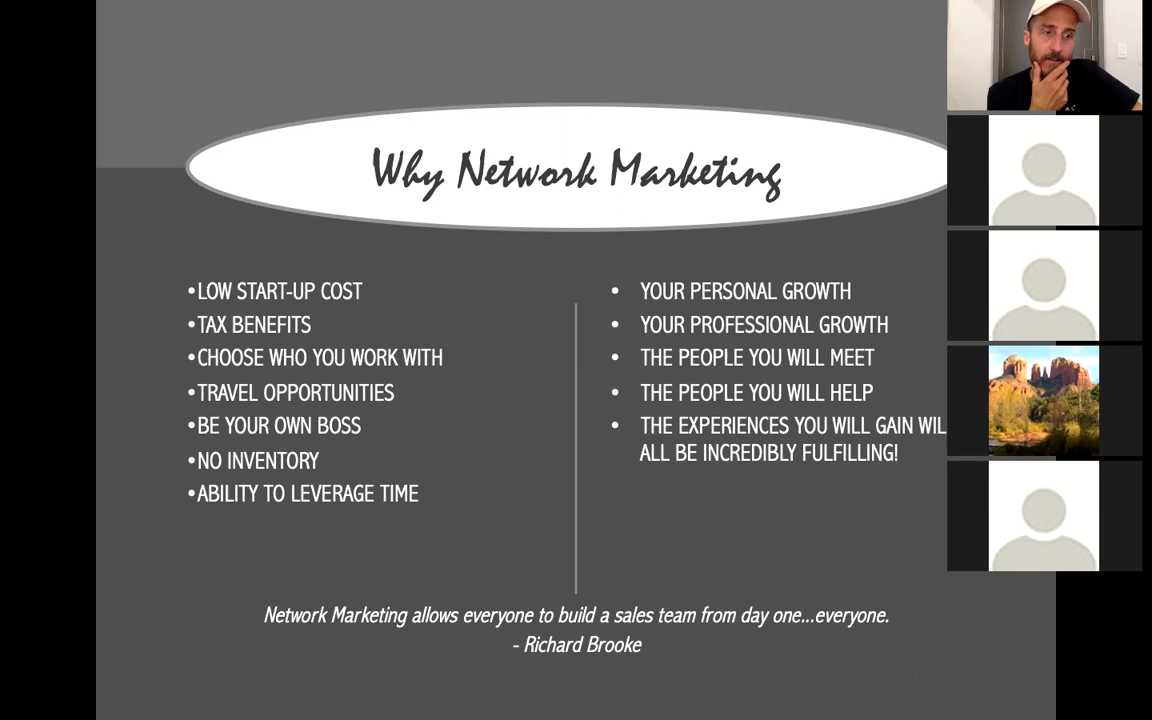 Why Network Marketing
•LOW START-UP COST
•TAX BENEFITS
•CHOOSE WHO YOU WORK WITH
•TRAVEL OPPORTUNITIES
•BE YOUR OWN BOSS
•NO INVENTORY
•ABILITY TO LEVERAGE TIME
• YOUR PERSONAL GROWTH
• YOUR PROFESSIONAL GROWTH
• THE PEOPLE YOU WILL MEET
• THE PEOPLE YOU WILL HELP
• THE EXPERIENCES YOU WILL GAIN WIL
ALL BE INCREDIBLY FULFILLING!
Network Marketing allows everyone to build a sales team from day one...everyone.
- Richard Brooke